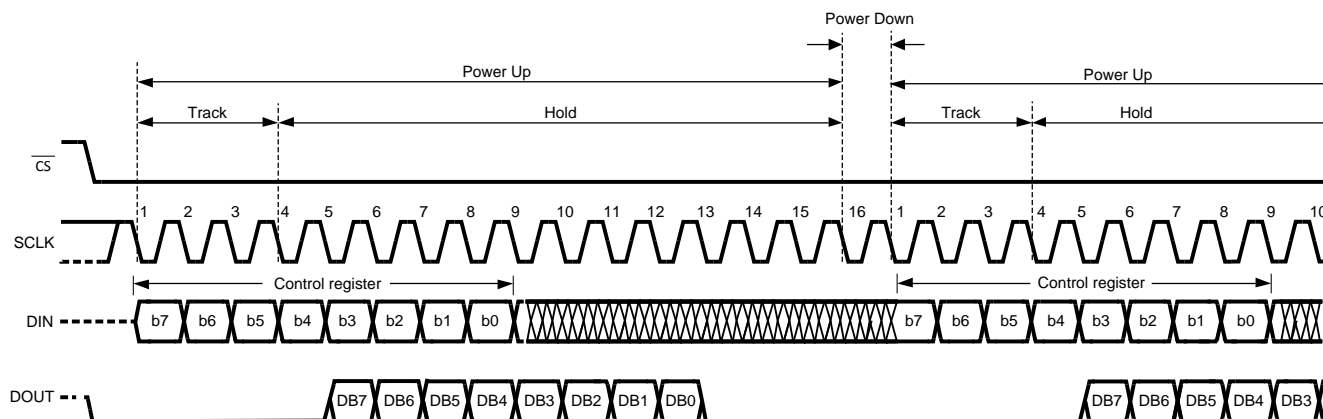 Power Down
Power Up
Power Up
Track Hold Track Hold
CS
1 2 3 4 5 6 7 8 9 10 11 12 13 14 15 16 1 2 3 4 5 6 7 8 9 10
SCLK
Control register Control register
DIN b7 b6 b5 b4 b3 b2 b1 b0 b7 b6 b5 b4 b3 b2 b1 b0
DOUT DB7 DB6 DB5 DB4 DB3 DB2 DB1 DB0 DB7 DB6 DB5 DB4 DB3